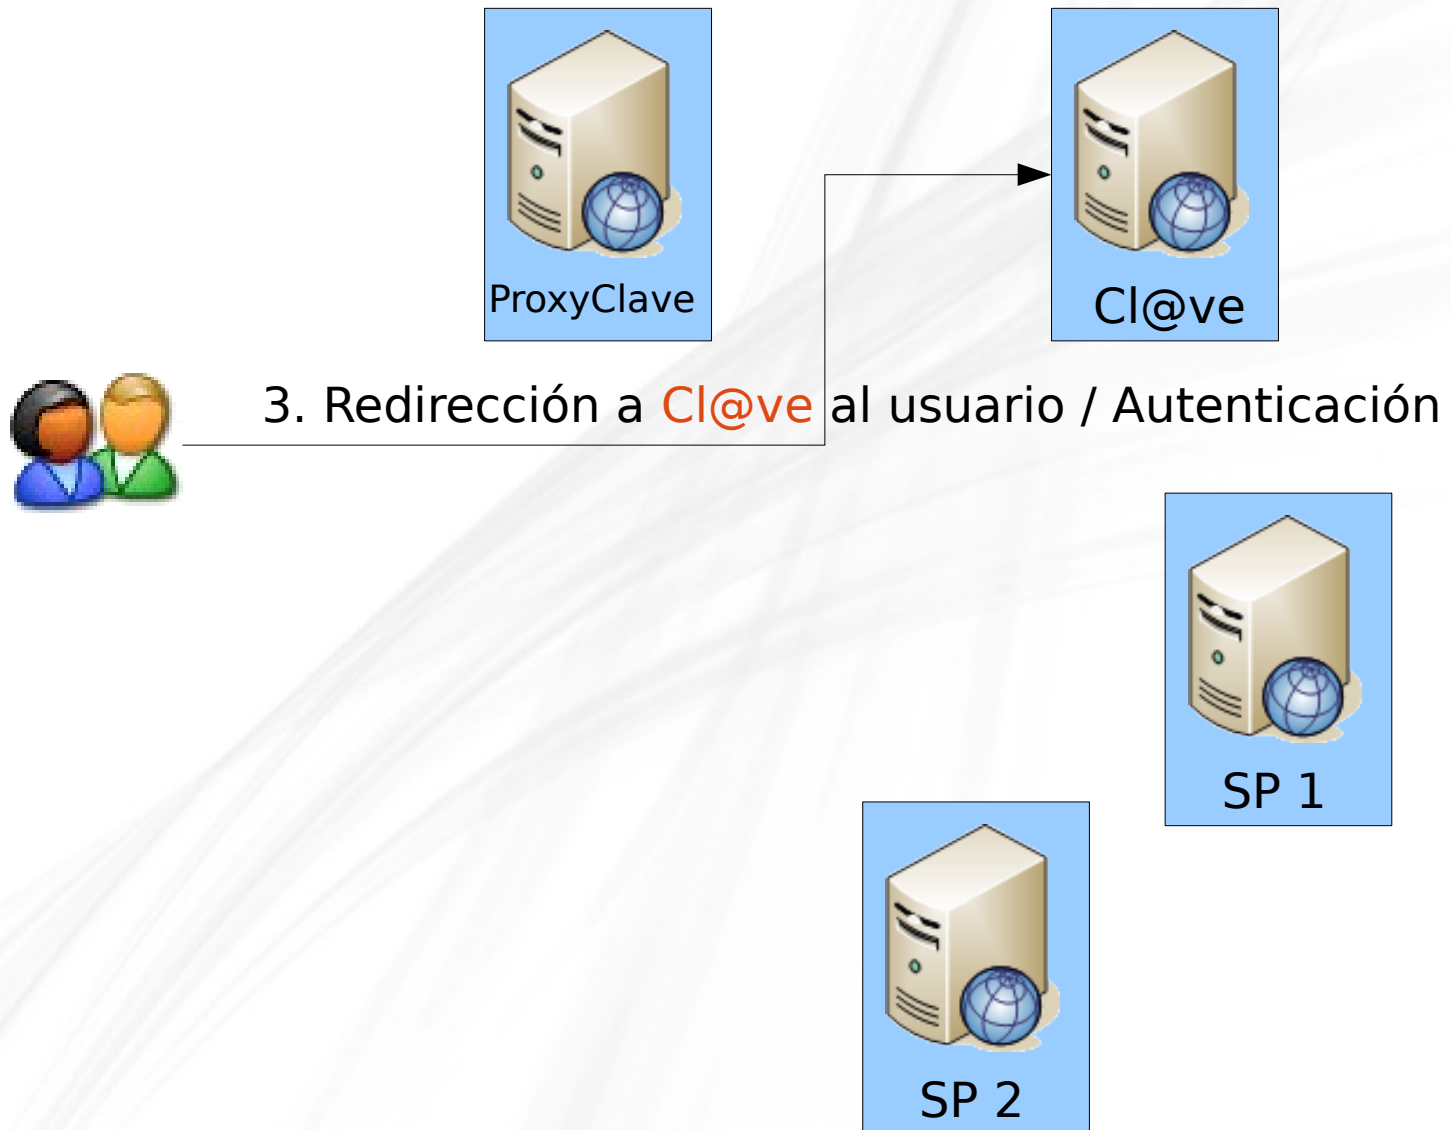 ProxyClave
Cl@ve
3. Redirección a Cl@ve al usuario / Autenticación
SP 1
SP 2